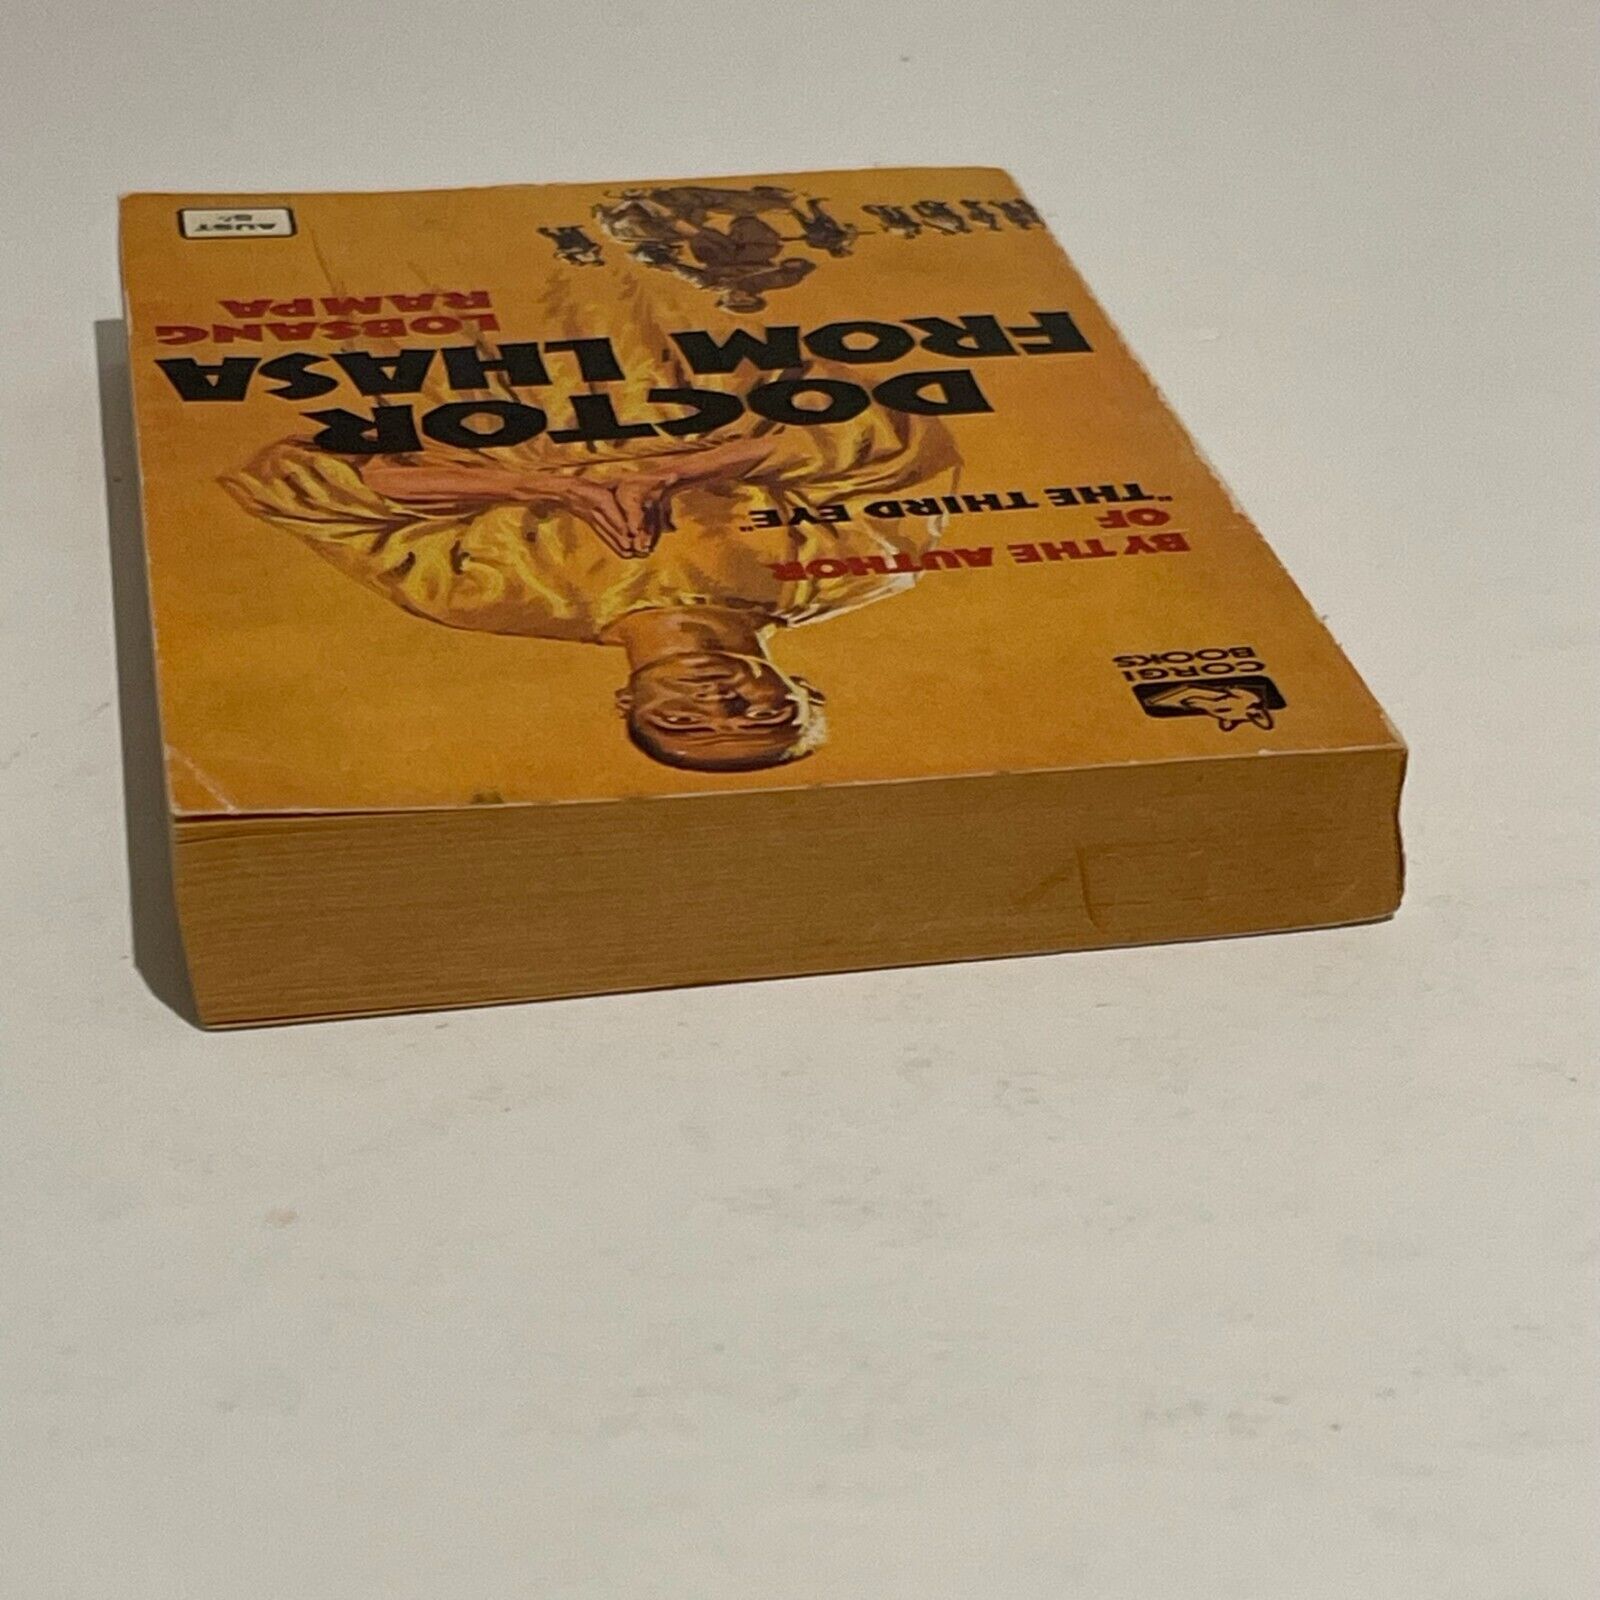 CORGI
BOOKS
BY THE AUTHOR
OF
"THE THIRD EYE"
DOCTOR
FROM LHASA
LOBSANG
RAMPA
AUST